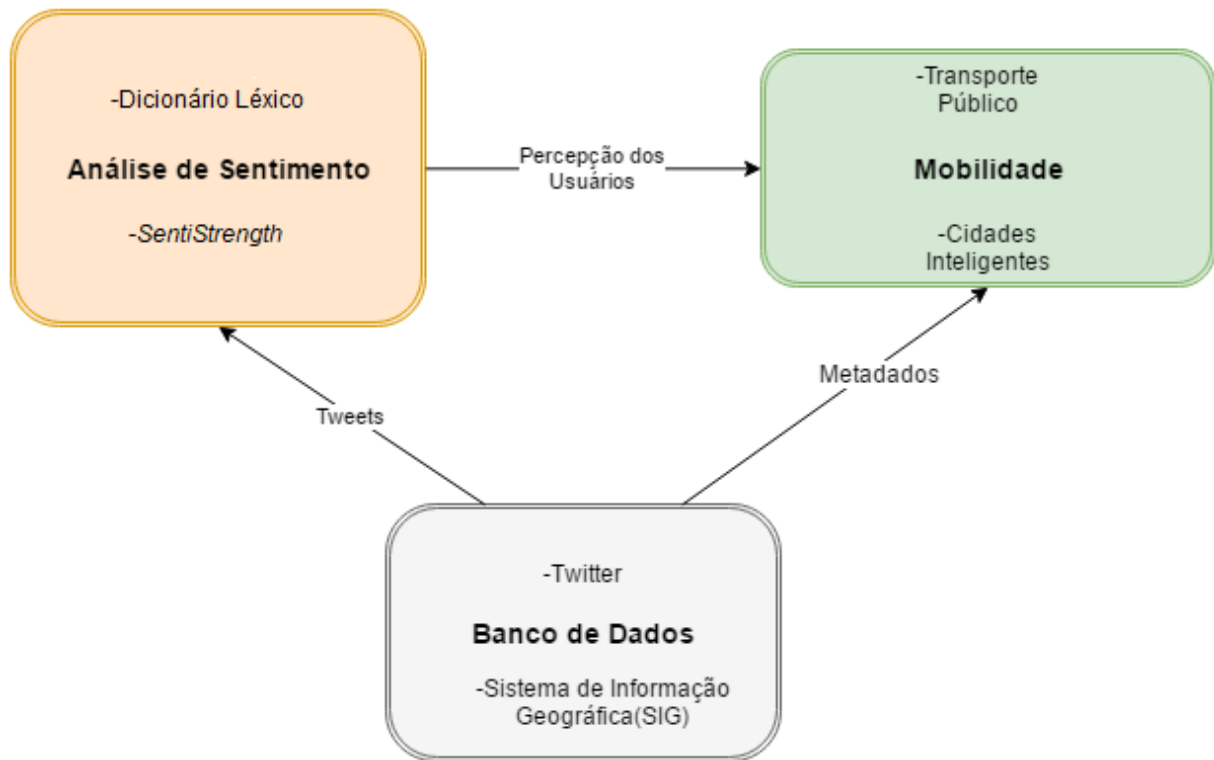 -Dicionário Léxico
Análise de Sentimento
-SentiStrength
Percepção dos
Usuários
-Transporte
Público
Mobilidade
-Cidades
Inteligentes
Tweets
Metadados
-Twitter
Banco de Dados
-Sistema de Informação
Geográfica(SIG)